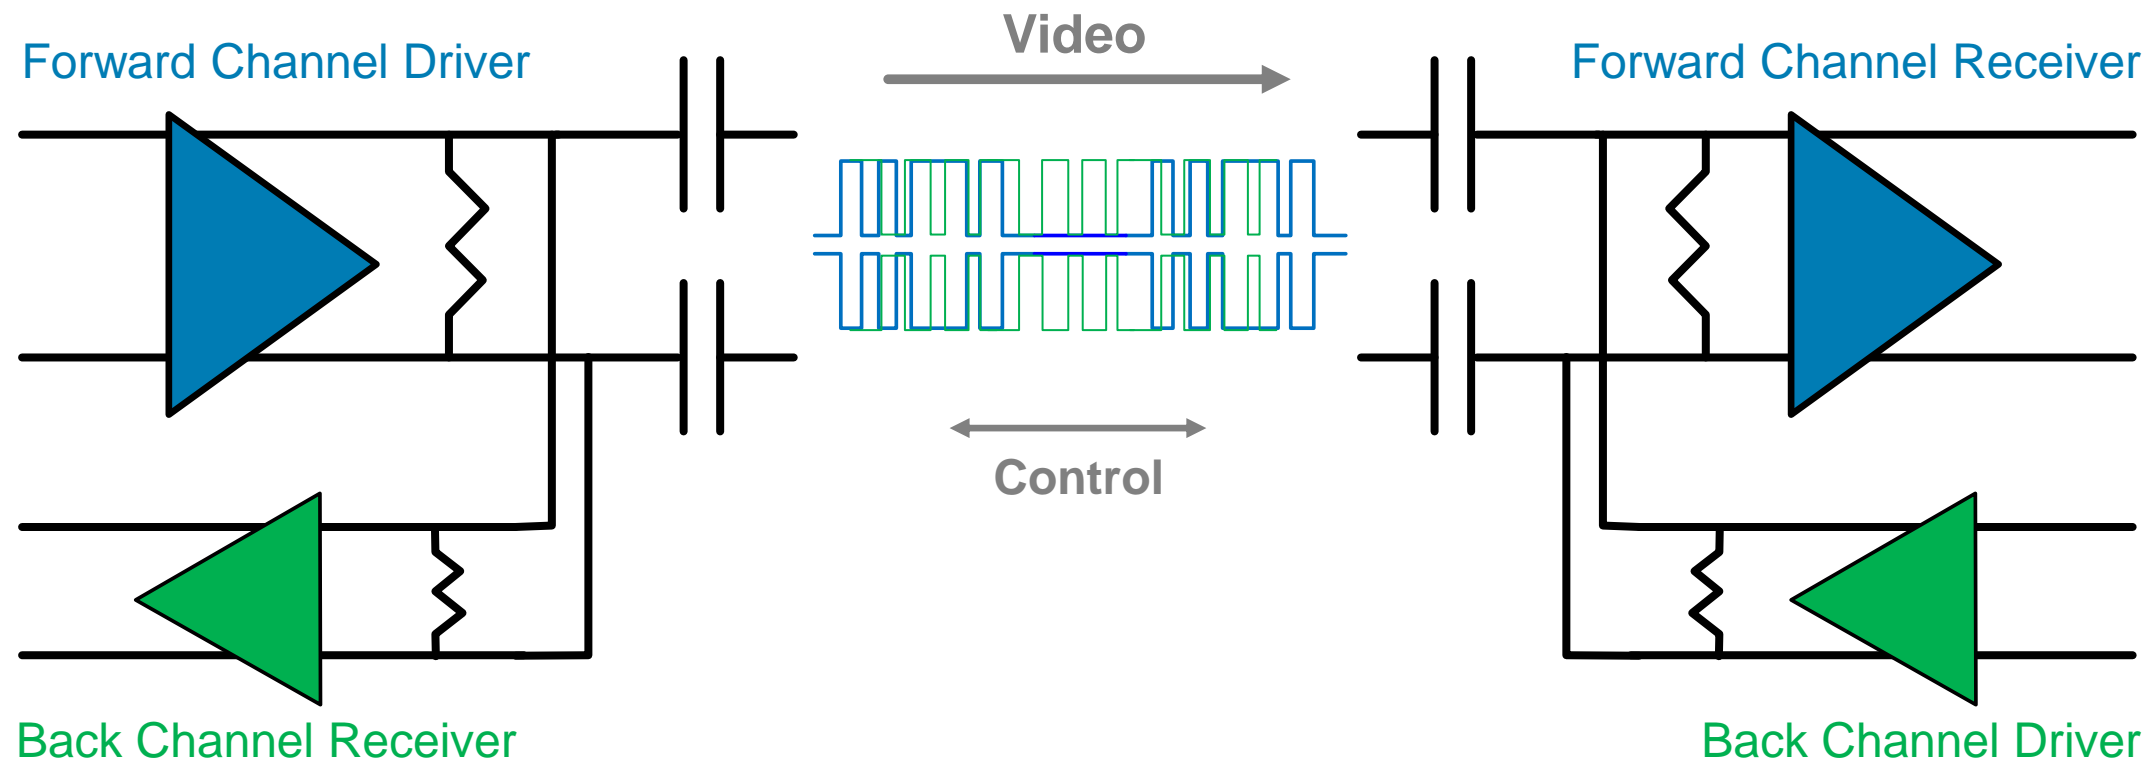 Video
Forward Channel Driver
Forward Channel Receiver
Control
Back Channel Receiver
Back Channel Driver